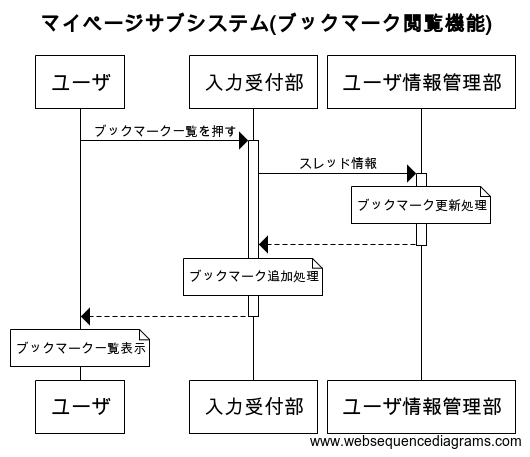 マイページサブシステム(ブックマーク閲覧機能)
ユーザ
入力受付部
ユーザ情報管理部
ブックマーク一覧を押す
スレッド情報
ブックマーク更新処理
ブックマーク追加処理
ブックマーク一覧表示
ユーザ
入力受付部
ユーザ情報管理部
www.websequencediagrams.com